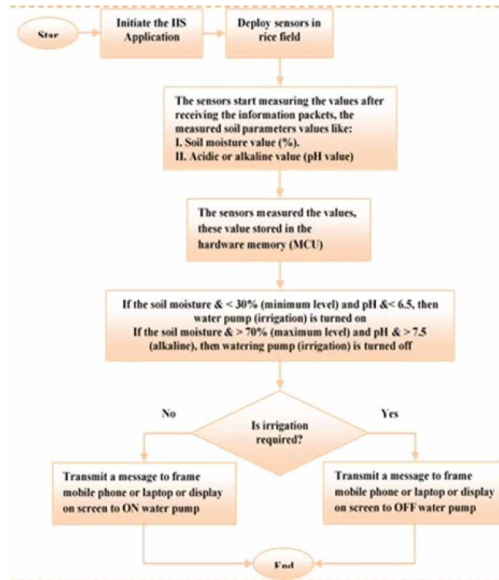 Star
Initiate the IIS
Application
Deploy sensors in
rice field
The sensors start measuring the values after
receiving the information packets, the
measured soil parameters values like:
I. Soil moisture value (%).
II. Acidic or alkaline value (pH value)
The sensors measured the values,
these value stored in the
hardware memory (MCU)
If the soil moisture & < 30% (minimum level) and pH &< 6.5, then
water pump (irrigation) is turned on
If the soil moisture & > 70% (maximum level) and pH & > 7.5
(alkaline), then watering pump (irrigation) is turned off
No
Is irrigation
required?
Yes
Transmit a message to frame
mobile phone or laptop or display
on screen to ON water pump
Transmit a message to frame
mobile phone or laptop or display
on screen to OFF water pump
End